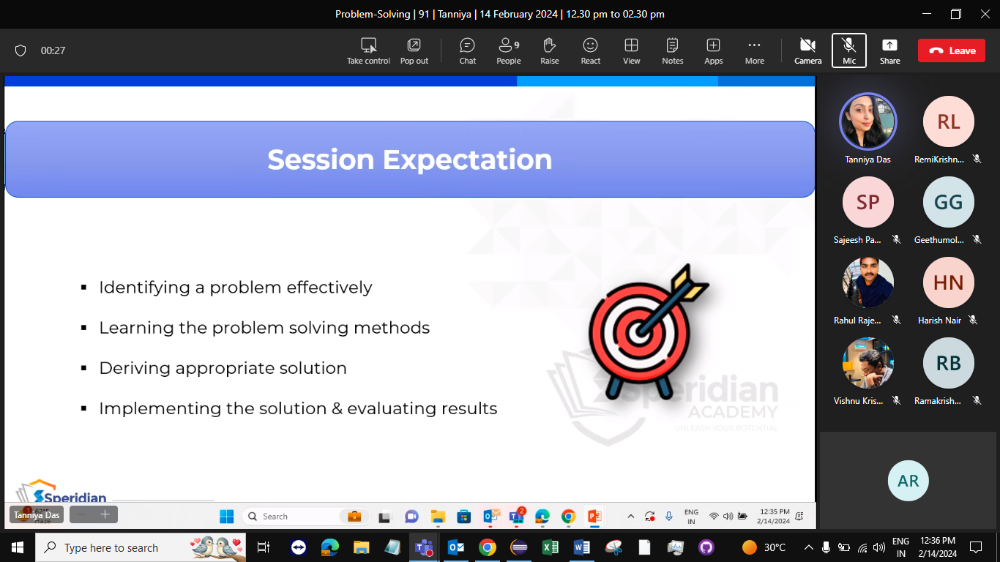 Problem-Solving | 91 | Tanniya | 14 February 2024 | 12.30 pm to 02.30 pm
00:27
Take control
Pop out
Chat
9
People
Raise
React
View
Notes
Apps
More
Camera
Mic
Share
Leave
Session Expectation
▪ Identifying a problem effectively
▪ Learning the problem solving methods
▪ Deriving appropriate solution
▪ Implementing the solution & evaluating results
Speridian
ACADEMY
UNLEASH YOUR POTENTIAL
Speridian
Tanniya Das
RL
RemiKrishn...
SP
Sajeesh Pa...
GG
Geethumol...
Rahul Raje...
HN
Harish Nair
Vishnu Kris...
RB
Ramakrish...
AR
1
Tanniya Das
Search
2
ENG
IN
12:35 PM
2/14/2024
Type here to search
30°C
ENG
IN
12:36 PM
2/14/2024